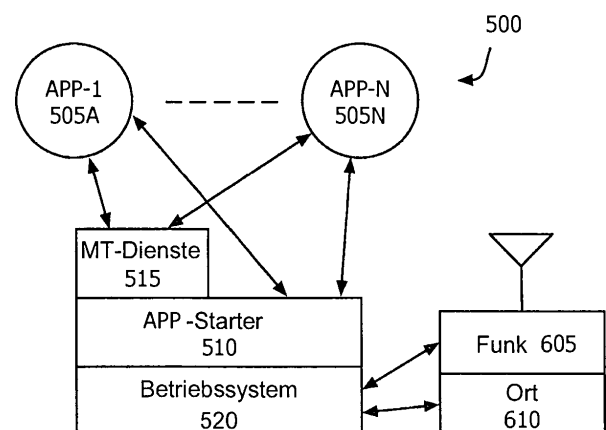 500
APP-1
505A
APP-N
505N
MT-Dienste
515
APP -Starter
510
Betriebssystem
520
Funk 605
Ort
610